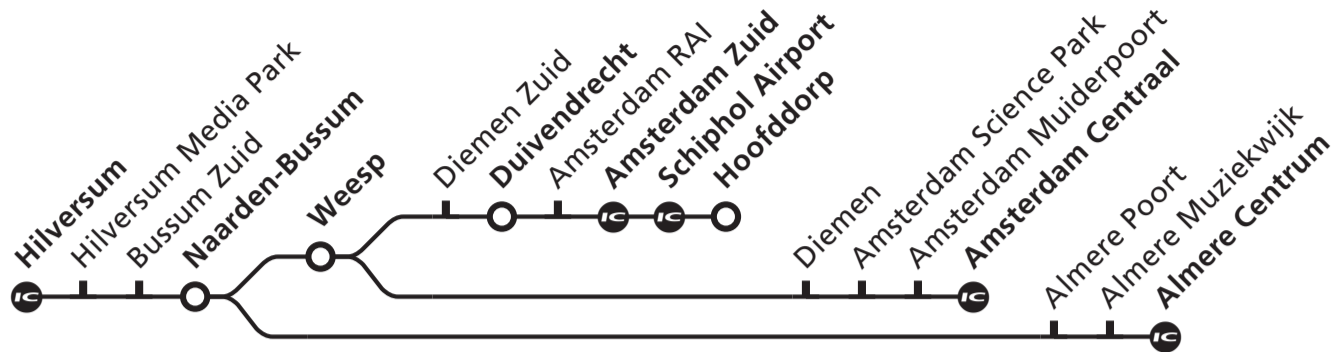 Hilversum
Hilversum Media Park
Bussum Zuid
Naarden-Bussum
Weesp
Diemen Zuid
Duivendrecht
Amsterdam RAI
Amsterdam Zuid
Schiphol Airport
Hoofddorp
Diemen
Amsterdam Science Park
Amsterdam Muiderpoort
Amsterdam Centraal
Almere Poort
Almere Muziekwijk
Almere Centrum
IC
IC
IC
IC
IC